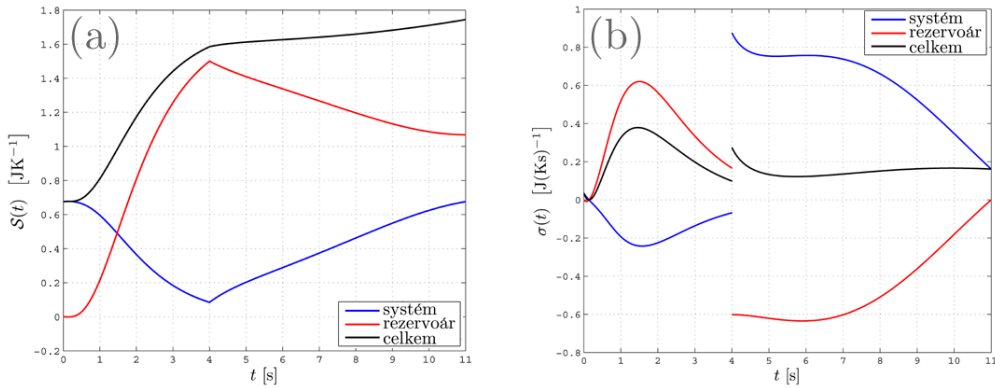 (a)
1.8
1.6
1.4
1.2
1
0.8
0.6
0.4
0.2
0
−0.2
S(t) [JK⁻¹]
0 1 2 3 4 5 6 7 8 9 10 11
t [s]
systém
rezervoár
celkem
(b)
1
0.8
0.6
0.4
0.2
0
−0.2
−0.4
−0.6
−0.8
σ(t) [J(Ks)⁻¹]
0 1 2 3 4 5 6 7 8 9 10 11
t [s]
systém
rezervoár
celkem